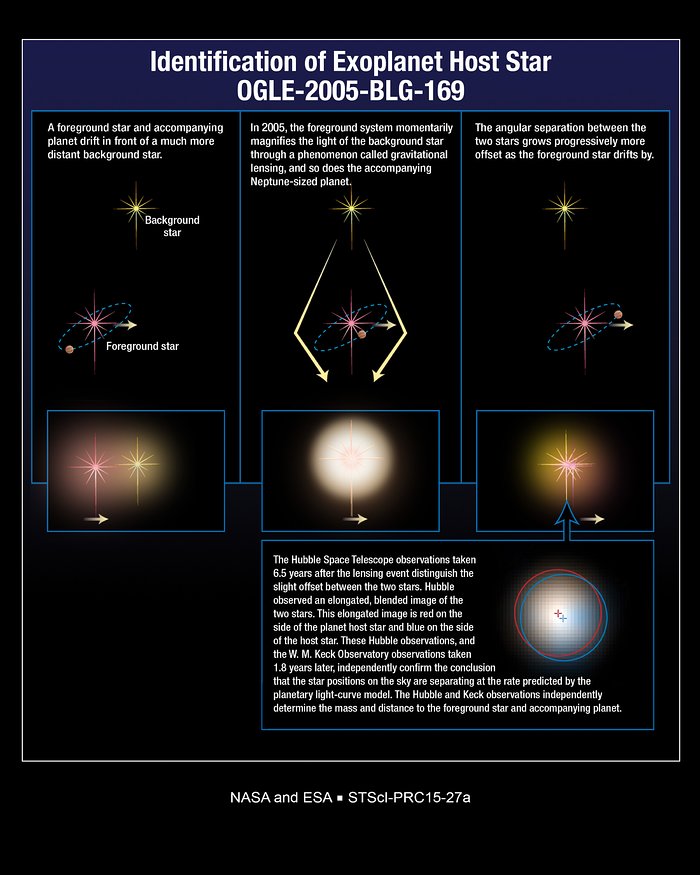 Identification of Exoplanet Host Star
OGLE-2005-BLG-169
A foreground star and accompanying
planet drift in front of a much more
distant background star.
Background
star
Foreground star
In 2005, the foreground system momentarily
magnifies the light of the background star
through a phenomenon called gravitational
lensing, and so does the accompanying
Neptune-sized planet.
The angular separation between the
two stars grows progressively more
offset as the foreground star drifts by.
The Hubble Space Telescope observations taken
6.5 years after the lensing event distinguish the
slight offset between the two stars. Hubble
observed an elongated, blended image of the
two stars. This elongated image is red on the
side of the planet host star and blue on the side
of the host star. These Hubble observations, and
the W. M. Keck Observatory observations taken
1.8 years later, independently confirm the conclusion
that the star positions on the sky are separating at the rate predicted by the
planetary light-curve model. The Hubble and Keck observations independently
determine the mass and distance to the foreground star and accompanying planet.
NASA and ESA ▪ STScI-PRC15-27a